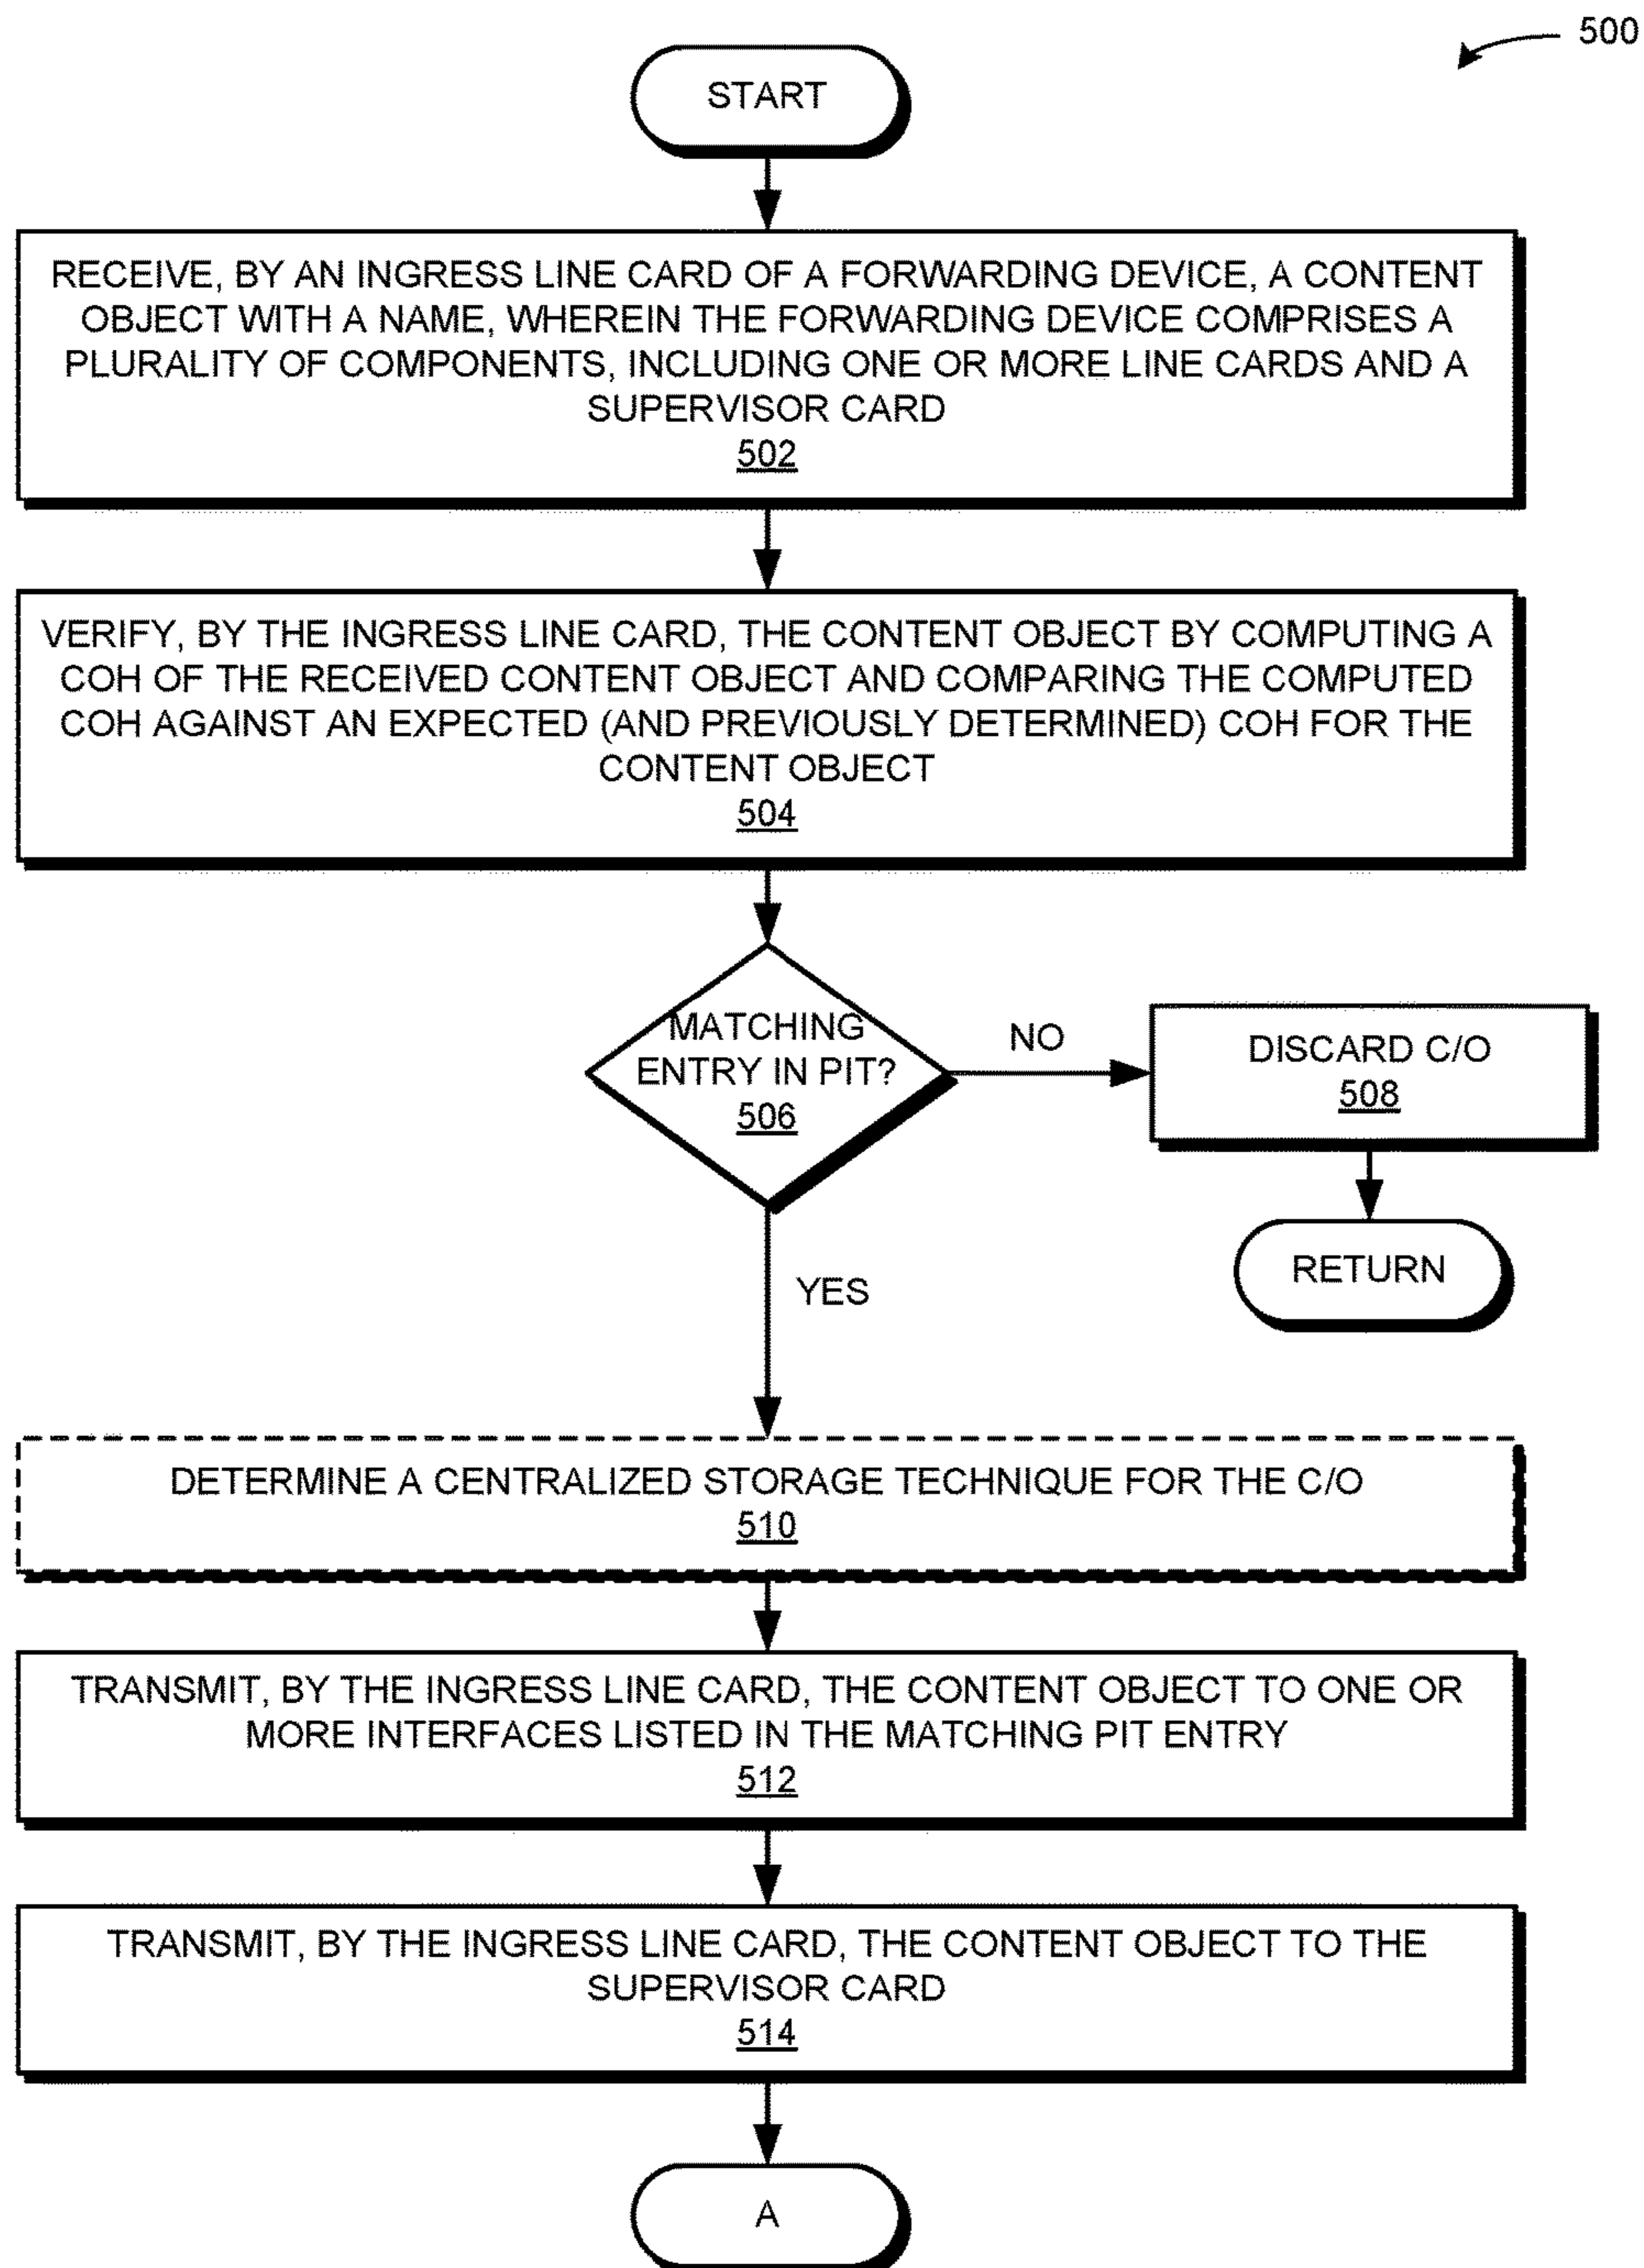 500
START
RECEIVE, BY AN INGRESS LINE CARD OF A FORWARDING DEVICE, A CONTENT
OBJECT WITH A NAME, WHEREIN THE FORWARDING DEVICE COMPRISES A
PLURALITY OF COMPONENTS, INCLUDING ONE OR MORE LINE CARDS AND A
SUPERVISOR CARD
502
VERIFY, BY THE INGRESS LINE CARD, THE CONTENT OBJECT BY COMPUTING A
COH OF THE RECEIVED CONTENT OBJECT AND COMPARING THE COMPUTED
COH AGAINST AN EXPECTED (AND PREVIOUSLY DETERMINED) COH FOR THE
CONTENT OBJECT
504
MATCHING
ENTRY IN PIT?
506
NO
DISCARD C/O
508
RETURN
YES
DETERMINE A CENTRALIZED STORAGE TECHNIQUE FOR THE C/O
510
TRANSMIT, BY THE INGRESS LINE CARD, THE CONTENT OBJECT TO ONE OR
MORE INTERFACES LISTED IN THE MATCHING PIT ENTRY
512
TRANSMIT, BY THE INGRESS LINE CARD, THE CONTENT OBJECT TO THE
SUPERVISOR CARD
514
A